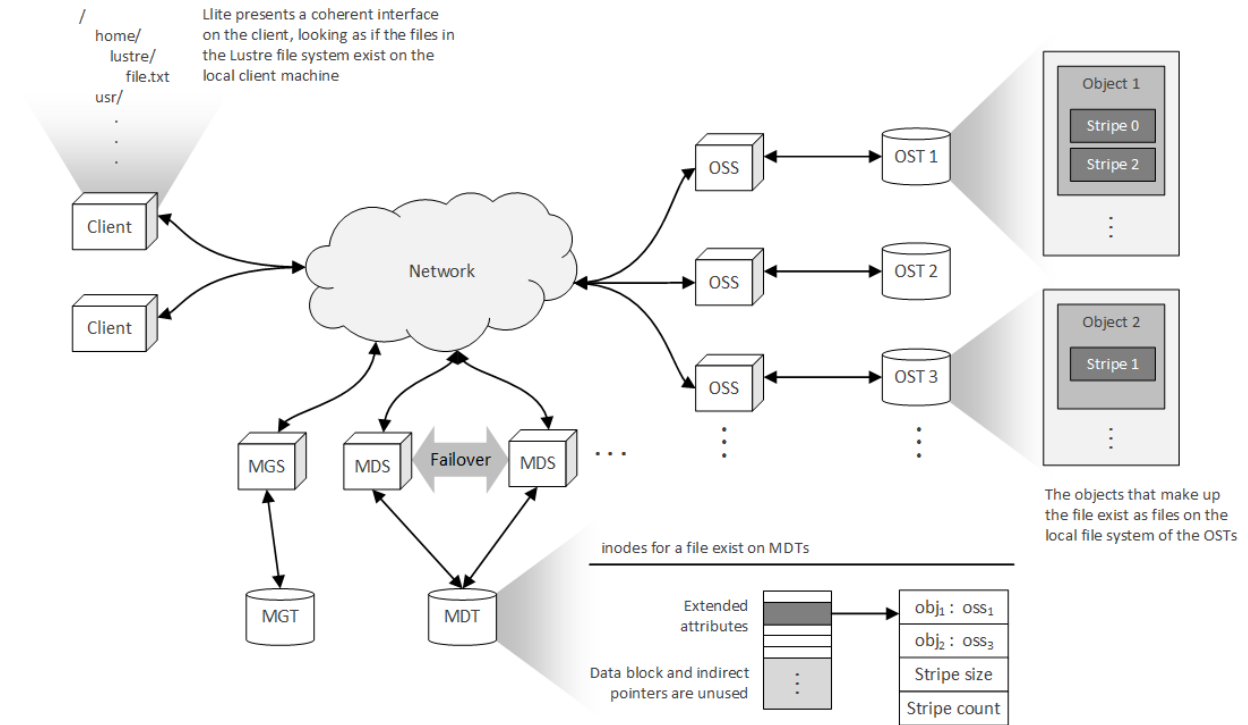 /
home/
lustre/
file.txt
usr/
.
.
.
Llite presents a coherent interface
on the client, looking as if the files in
the Lustre file system exist on the
local client machine
Client
Client
Network
OSS
OST 1
OSS
OST 2
OSS
OST 3
Object 1
Stripe 0
Stripe 2
Object 2
Stripe 1
The objects that make up
the file exist as files on the
local file system of the OSTs
MGS
MDS
Failover
MDS
. . .
MGT
MDT
inodes for a file exist on MDTs
Extended
attributes
Data block and indirect
pointers are unused
obj₁ : oss₁
obj₂ : oss₃
Stripe size
Stripe count